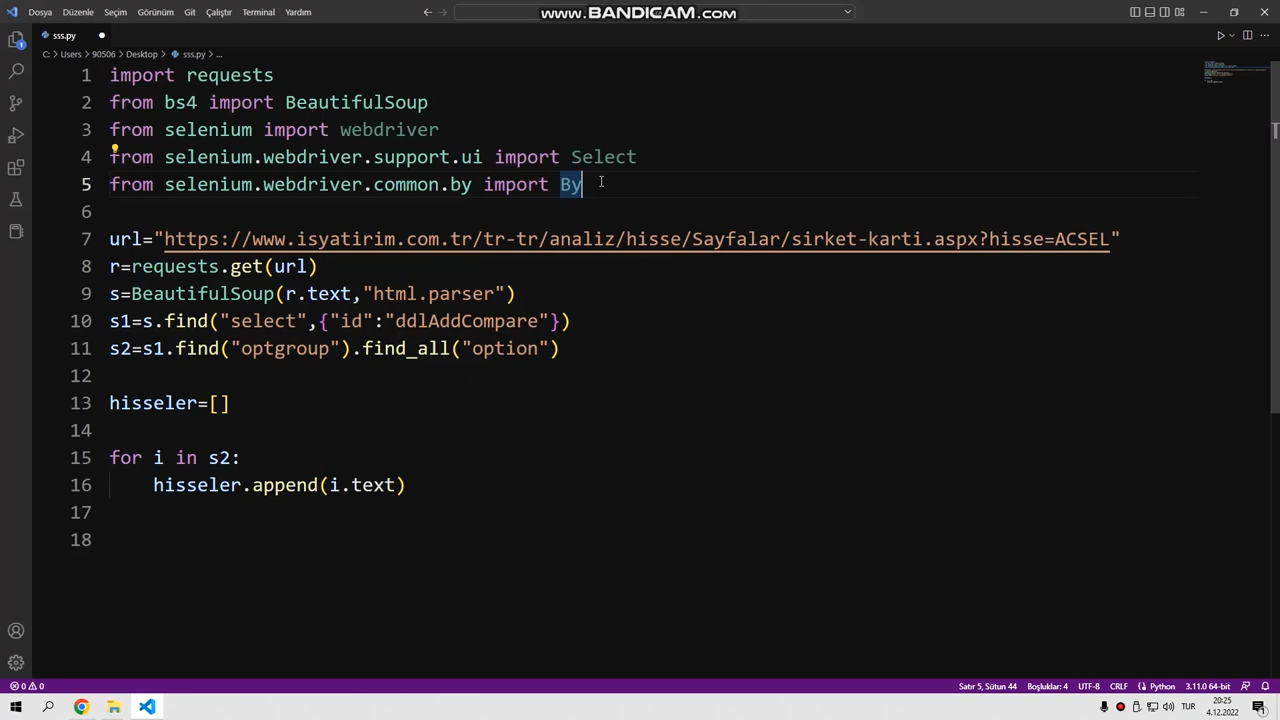 Dosya Düzenle Seçim Görünüm Git Çalıştır Terminal Yardım
www.BANDICAM.com
sss.py
C: > Users > 90506 > Desktop > sss.py > ...
1 import requests
2 from bs4 import BeautifulSoup
3 from selenium import webdriver
4 from selenium.webdriver.support.ui import Select
5 from selenium.webdriver.common.by import By
6
7 url="https://www.isyatirim.com.tr/tr-tr/analiz/hisse/Sayfalar/sirket-karti.aspx?hisse=ACSEL"
8 r=requests.get(url)
9 s=BeautifulSoup(r.text,"html.parser")
10 s1=s.find("select",{"id":"ddlAddCompare"})
11 s2=s1.find("optgroup").find_all("option")
12
13 hisseler=[]
14
15 for i in s2:
16 hisseler.append(i.text)
17
18
1
0 0 Satır 5, Sütun 44 Boşluklar: 4 UTF-8 CRLF Python 3.11.0 64-bit
TUR 20:25
4.12.2022
1